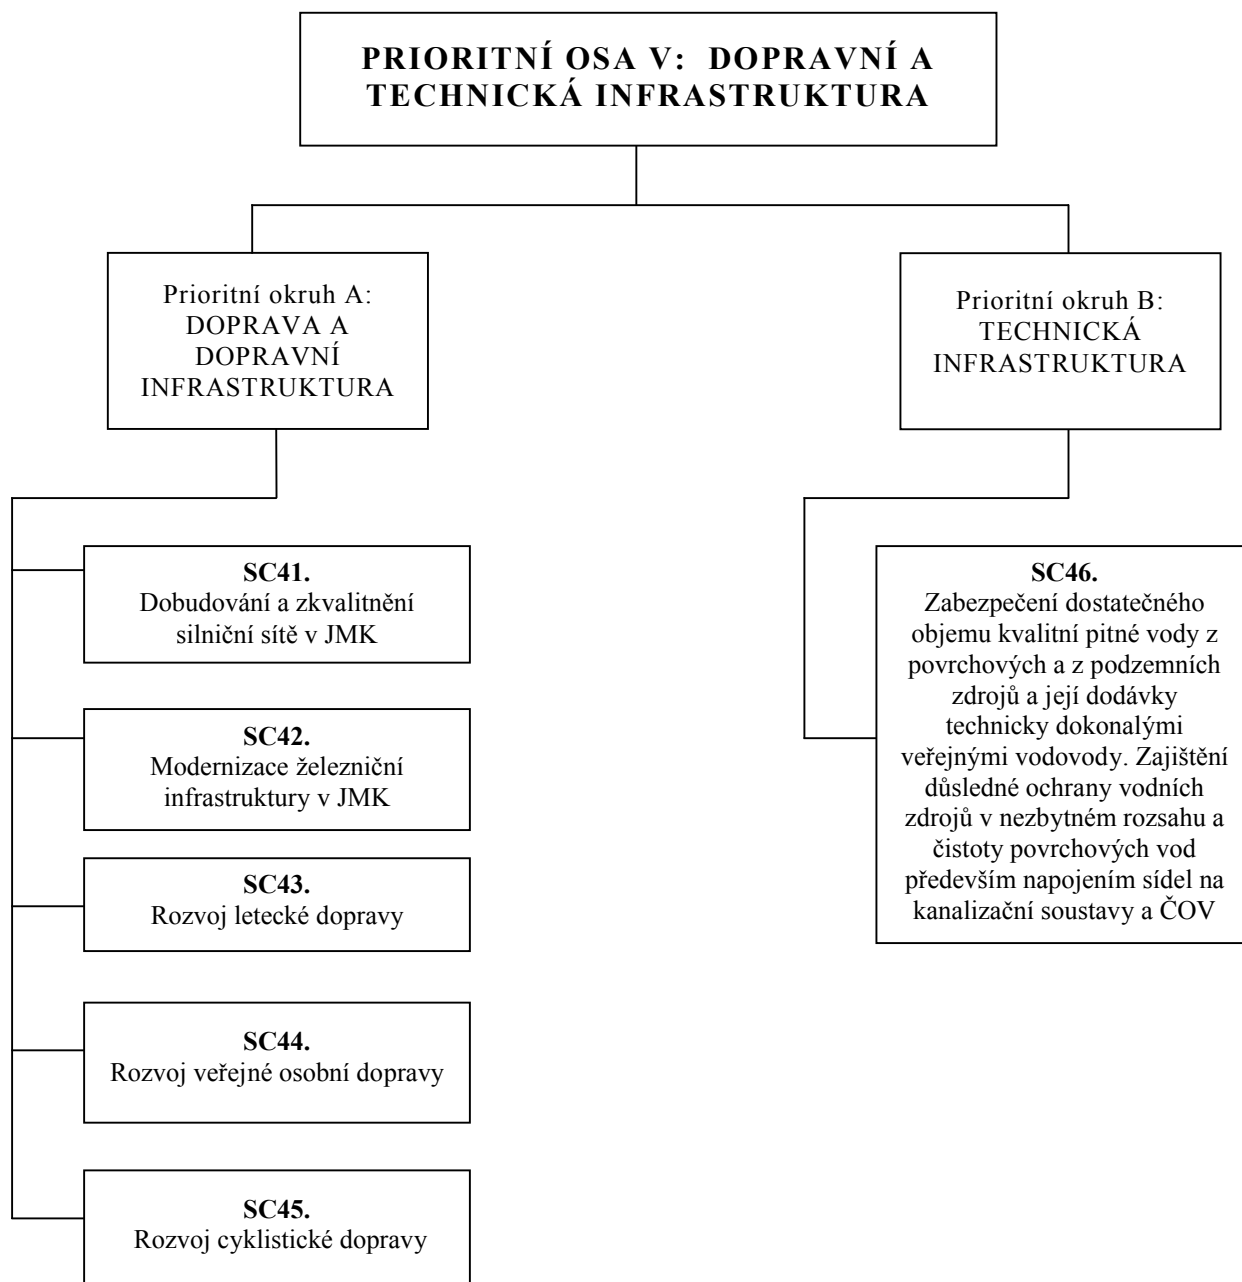 PRIORITNÍ OSA V: DOPRAVNÍ A
TECHNICKÁ INFRASTRUKTURA
Prioritní okruh A:
DOPRAVA A
DOPRAVNÍ
INFRASTRUKTURA
Prioritní okruh B:
TECHNICKÁ
INFRASTRUKTURA
SC41.
Dobudování a zkvalitnění
silniční sítě v JMK
SC42.
Modernizace železniční
infrastruktury v JMK
SC43.
Rozvoj letecké dopravy
SC44.
Rozvoj veřejné osobní dopravy
SC45.
Rozvoj cyklistické dopravy
SC46.
Zabezpečení dostatečného
objemu kvalitní pitné vody z
povrchových a z podzemních
zdrojů a její dodávky
technicky dokonalými
veřejnými vodovody. Zajištění
důsledné ochrany vodních
zdrojů v nezbytném rozsahu a
čistoty povrchových vod
především napojením sídel na
kanalizační soustavy a ČOV